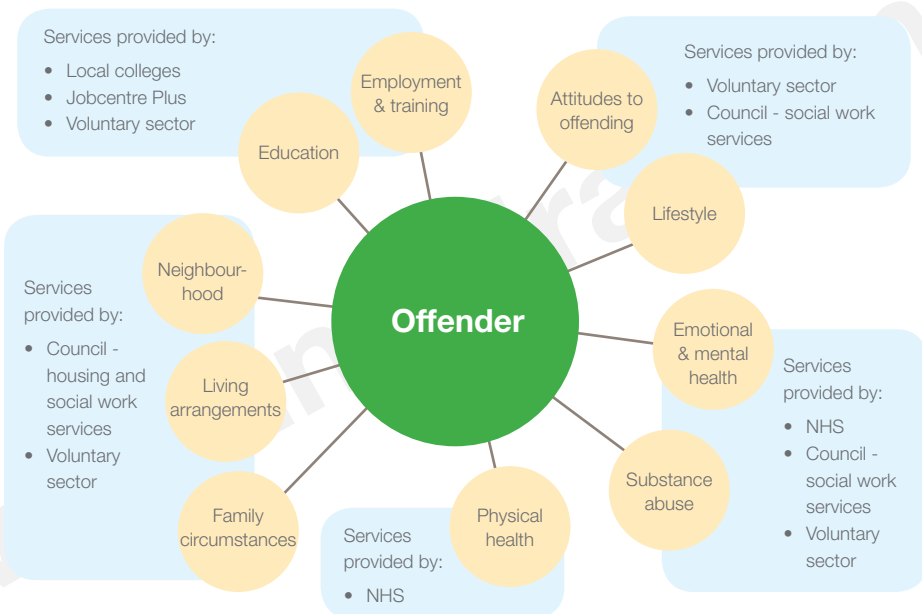 Services provided by:
• Local colleges
• Jobcentre Plus
• Voluntary sector
Employment
& training
Education
Attitudes to
offending
Services provided by:
• Voluntary sector
• Council - social work
services
Lifestyle
Neighbour-
hood
Services
provided by:
• Council -
housing and
social work
services
• Voluntary
sector
Living
arrangements
Family
circumstances
Offender
Emotional
& mental
health
Services
provided by:
• NHS
• Council -
social work
services
• Voluntary
sector
Substance
abuse
Physical
health
Services
provided by:
• NHS